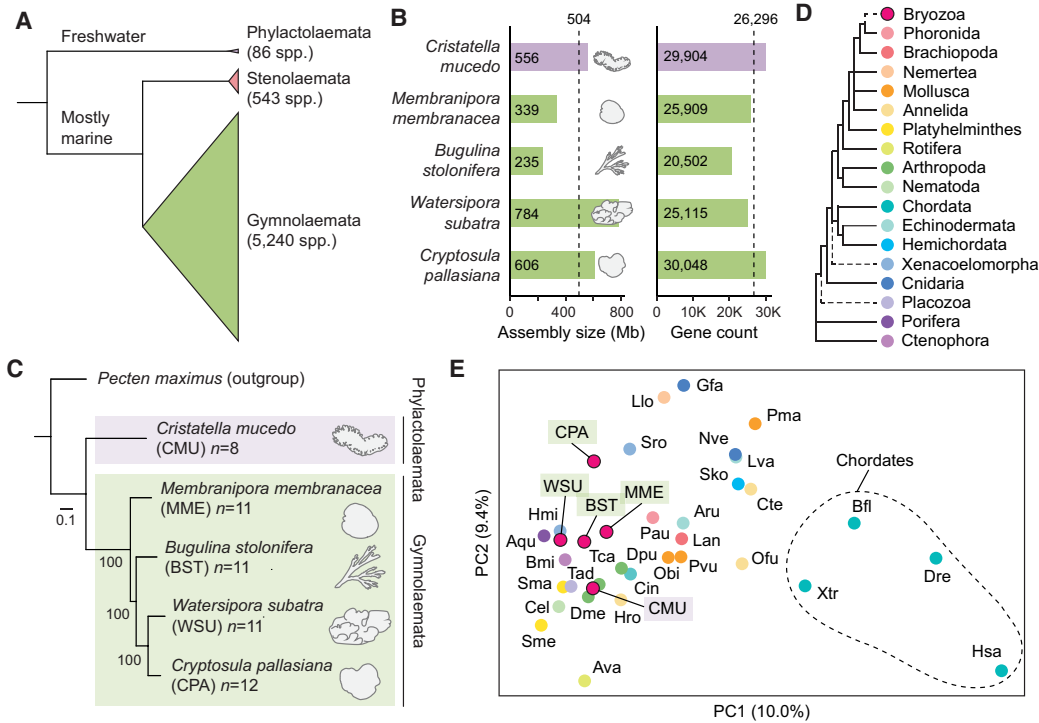 A
Freshwater
Phylactolaemata
(86 spp.)
Stenolaemata
(543 spp.)
Mostly
marine
Gymnolaemata
(5,240 spp.)
B
504
26,296
Cristatella
mucedo
556
29,904
Membranipora
membranacea
339
25,909
Bugulina
stolonifera
235
20,502
Watersipora
subatra
784
25,115
Cryptosula
pallasiana
606
30,048
0 400 800
0 10K 20K 30K
Assembly size (Mb)
Gene count
D
Bryozoa
Phoronida
Brachiopoda
Nemertea
Mollusca
Annelida
Platyhelminthes
Rotifera
Arthropoda
Nematoda
Chordata
Echinodermata
Hemichordata
Xenacoelomorpha
Cnidaria
Placozoa
Porifera
Ctenophora
C
Pecten maximus (outgroup)
Cristatella mucedo
(CMU) n=8
Membranipora membranacea
(MME) n=11
Bugulina stolonifera
(BST) n=11
Watersipora subatra
(WSU) n=11
Cryptosula pallasiana
(CPA) n=12
0.1
100
100
100
Phylactolaemata
Gymnolaemata
E
Gfa
Llo
Pma
CPA
Sro
Nve
Lva
Chordates
WSU
BST
MME
Sko
Cte
Bfl
Hmi
Aru
Aqu
Pau
Lan
Bmi
Tca
Dpu
Pvu
Ofu
Dre
Sma
Tad
Cin
Obi
Xtr
Cel
Dme
Hro
CMU
Sme
Hsa
Ava
PC2 (9.4%)
PC1 (10.0%)